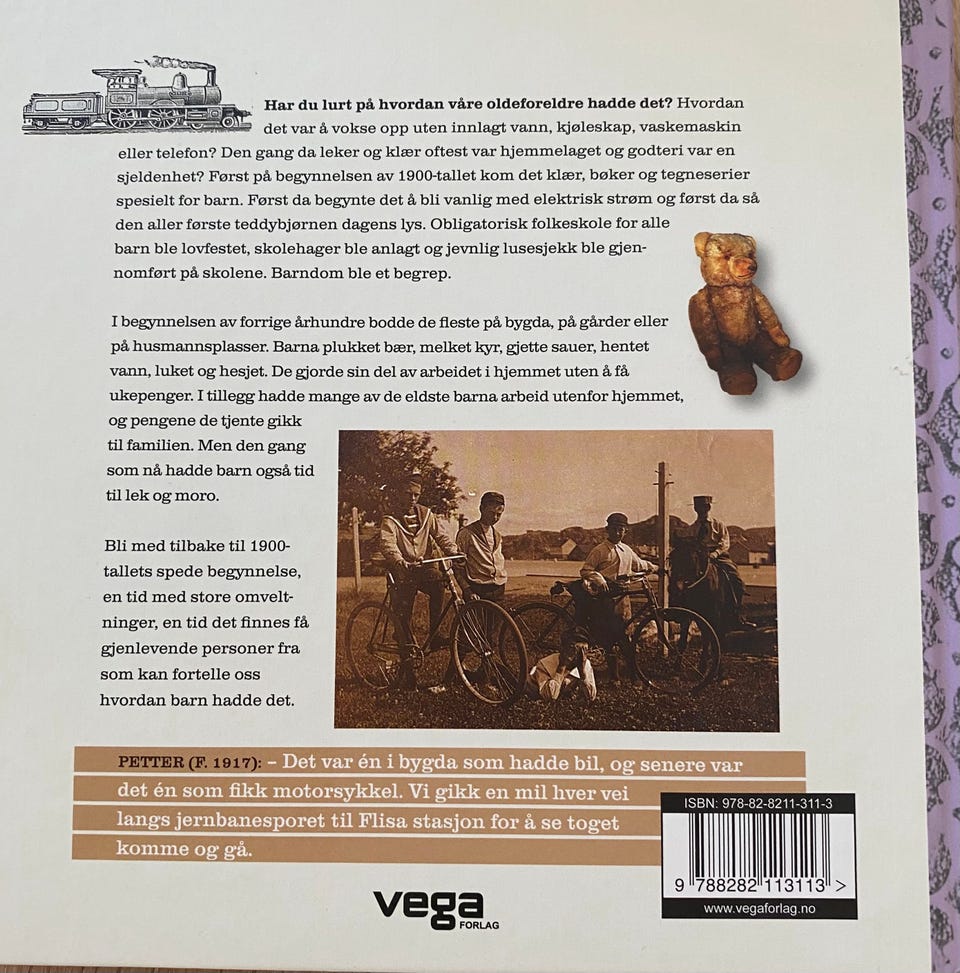 Har du lurt på hvordan våre oldeforeldre hadde det? Hvordan
det var å vokse opp uten innlagt vann, kjøleskap, vaskemaskin
eller telefon? Den gang da leker og klær oftest var hjemmelaget og godteri var en
sjeldenhet? Først på begynnelsen av 1900-tallet kom det klær, bøker og tegneserier
spesielt for barn. Først da begynte det å bli vanlig med elektrisk strøm og først da så
den aller første teddybjørnen dagens lys. Obligatorisk folkeskole for alle
barn ble lovfestet, skolehager ble anlagt og jevnlig lusesjekk ble gjen-
nomført på skolene. Barndom ble et begrep.
I begynnelsen av forrige århundre bodde de fleste på bygda, på gårder eller
på husmannsplasser. Barna plukket bær, melket kyr, gjette sauer, hentet
vann, luket og hesjet. De gjorde sin del av arbeidet i hjemmet uten å få
ukepenger. I tillegg hadde mange av de eldste barna arbeid utenfor hjemmet,
og pengene de tjente gikk
til familien. Men den gang
som nå hadde barn også tid
til lek og moro.
Bli med tilbake til 1900-
tallets spede begynnelse,
en tid med store omvelt-
ninger, en tid det finnes få
gjenlevende personer fra
som kan fortelle oss
hvordan barn hadde det.
PETTER (F. 1917): – Det var én i bygda som hadde bil, og senere var
det én som fikk motorsykkel. Vi gikk en mil hver vei
langs jernbanesporet til Flisa stasjon for å se toget
komme og gå.
ISBN: 978-82-8211-311-3
9 788282 113113 >
www.vegaforlag.no
vega
FORLAG